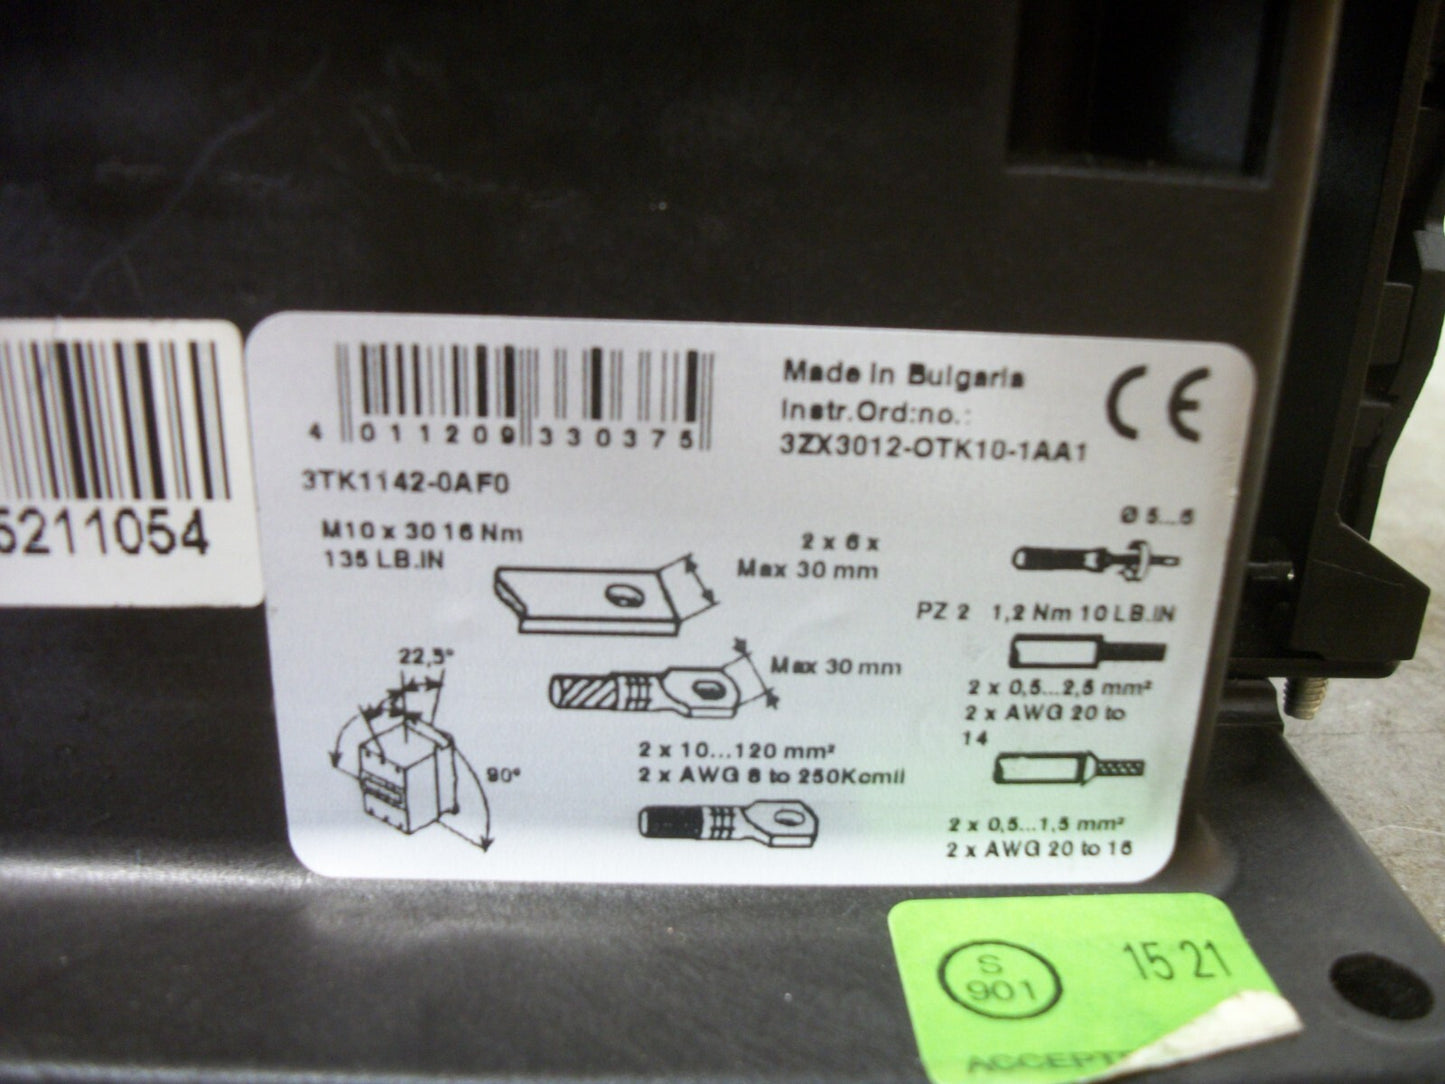 5211054
4 011209 330375
Made in Bulgaria
Instr.Ord:no.:
3ZX3012-OTK10-1AA1
CE
3TK1142-0AF0
M10 x 30 16 Nm
135 LB.IN
2 x 6 x
Max 30 mm
Ø 5...6
PZ 2 1,2 Nm 10 LB.IN
22,5°
90°
Max 30 mm
2 x 10...120 mm²
2 x AWG 8 to 250Kcmil
2 x 0,5...2,5 mm²
2 x AWG 20 to
14
2 x 0,5...1,5 mm²
2 x AWG 20 to 16
S
901
15 21